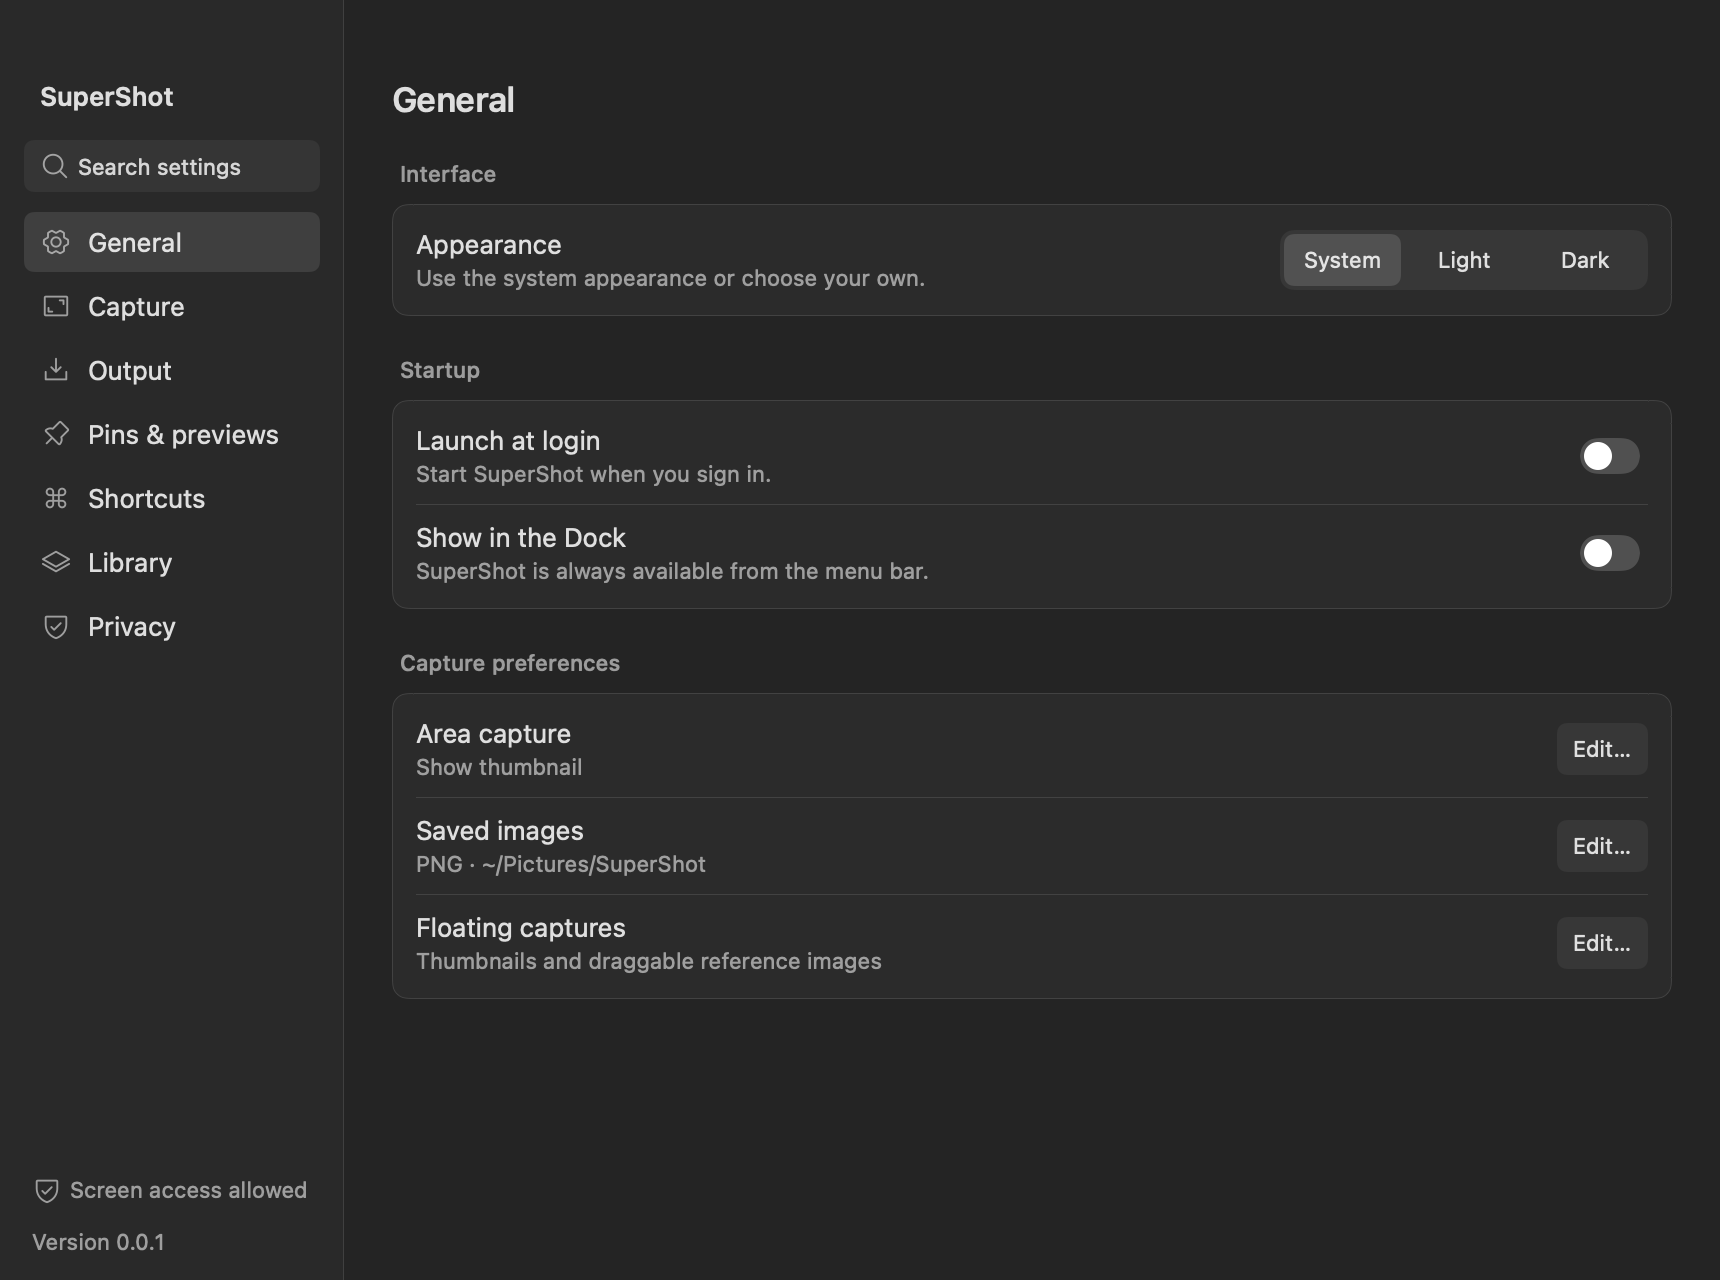 SuperShot
Search settings
General
Capture
Output
Pins & previews
Shortcuts
Library
Privacy
Screen access allowed
Version 0.0.1
General
Interface
Appearance
Use the system appearance or choose your own.
System Light Dark
Startup
Launch at login
Start SuperShot when you sign in.
Show in the Dock
SuperShot is always available from the menu bar.
Capture preferences
Area capture
Show thumbnail
Edit...
Saved images
PNG · ~/Pictures/SuperShot
Edit...
Floating captures
Thumbnails and draggable reference images
Edit...